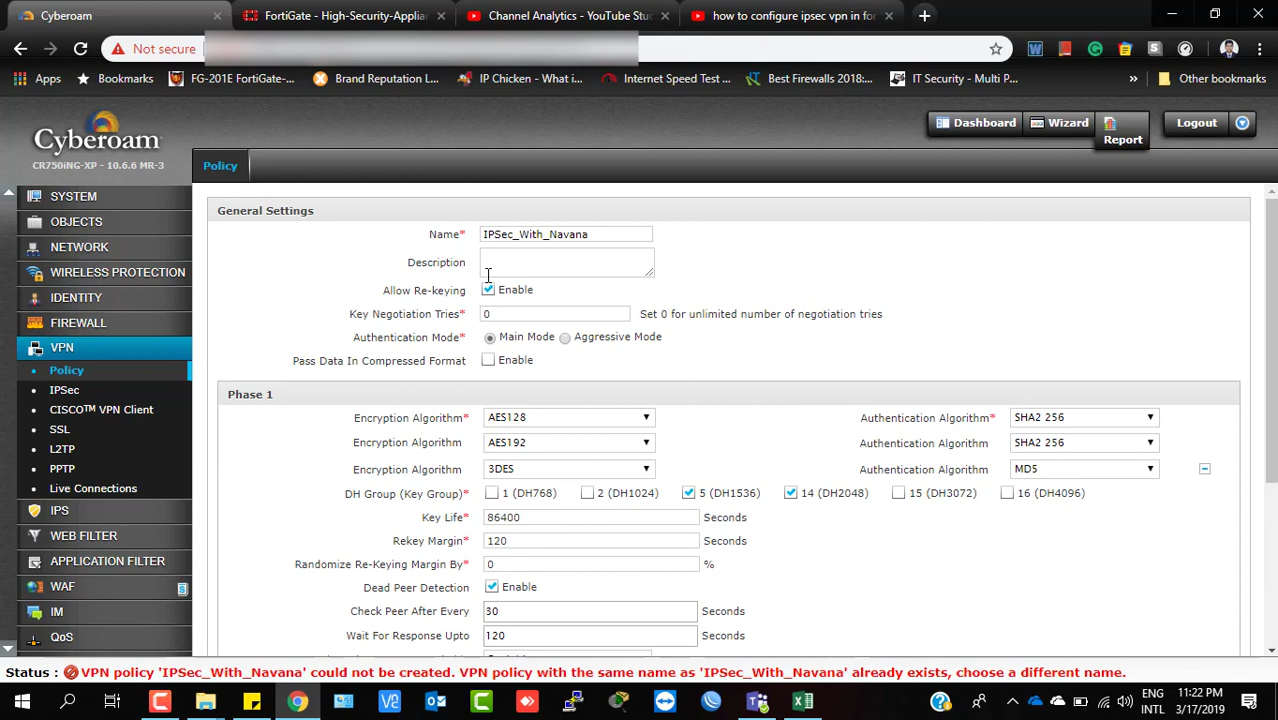 Cyberoam × FortiGate - High-Security-Applian × Channel Analytics - YouTube Stu × how to configure ipsec vpn in for ×
Not secure
Apps Bookmarks FG-201E FortiGate-... Brand Reputation L... IP Chicken - What i... Internet Speed Test ... Best Firewalls 2018:... IT Security - Multi P... » Other bookmarks
Cyberoam
CR750iNG-XP - 10.6.6 MR-3
Dashboard Wizard Report Logout
Policy
SYSTEM
OBJECTS
NETWORK
WIRELESS PROTECTION
IDENTITY
FIREWALL
VPN
• Policy
• IPSec
• CISCO™ VPN Client
• SSL
• L2TP
• PPTP
• Live Connections
IPS
WEB FILTER
APPLICATION FILTER
WAF
IM
QoS
General Settings
Name* IPSec_With_Navana
Description
Allow Re-keying Enable
Key Negotiation Tries* 0 Set 0 for unlimited number of negotiation tries
Authentication Mode* Main Mode Aggressive Mode
Pass Data In Compressed Format Enable
Phase 1
Encryption Algorithm* AES128 Authentication Algorithm* SHA2 256
Encryption Algorithm AES192 Authentication Algorithm SHA2 256
Encryption Algorithm 3DES Authentication Algorithm MD5
DH Group (Key Group)* 1 (DH768) 2 (DH1024) 5 (DH1536) 14 (DH2048) 15 (DH3072) 16 (DH4096)
Key Life* 86400 Seconds
Rekey Margin* 120 Seconds
Randomize Re-Keying Margin By* 0 %
Dead Peer Detection Enable
Check Peer After Every 30 Seconds
Wait For Response Upto 120 Seconds
Status : VPN policy 'IPSec_With_Navana' could not be created. VPN policy with the same name as 'IPSec_With_Navana' already exists, choose a different name.
ENG 11:22 PM
INTL 3/17/2019